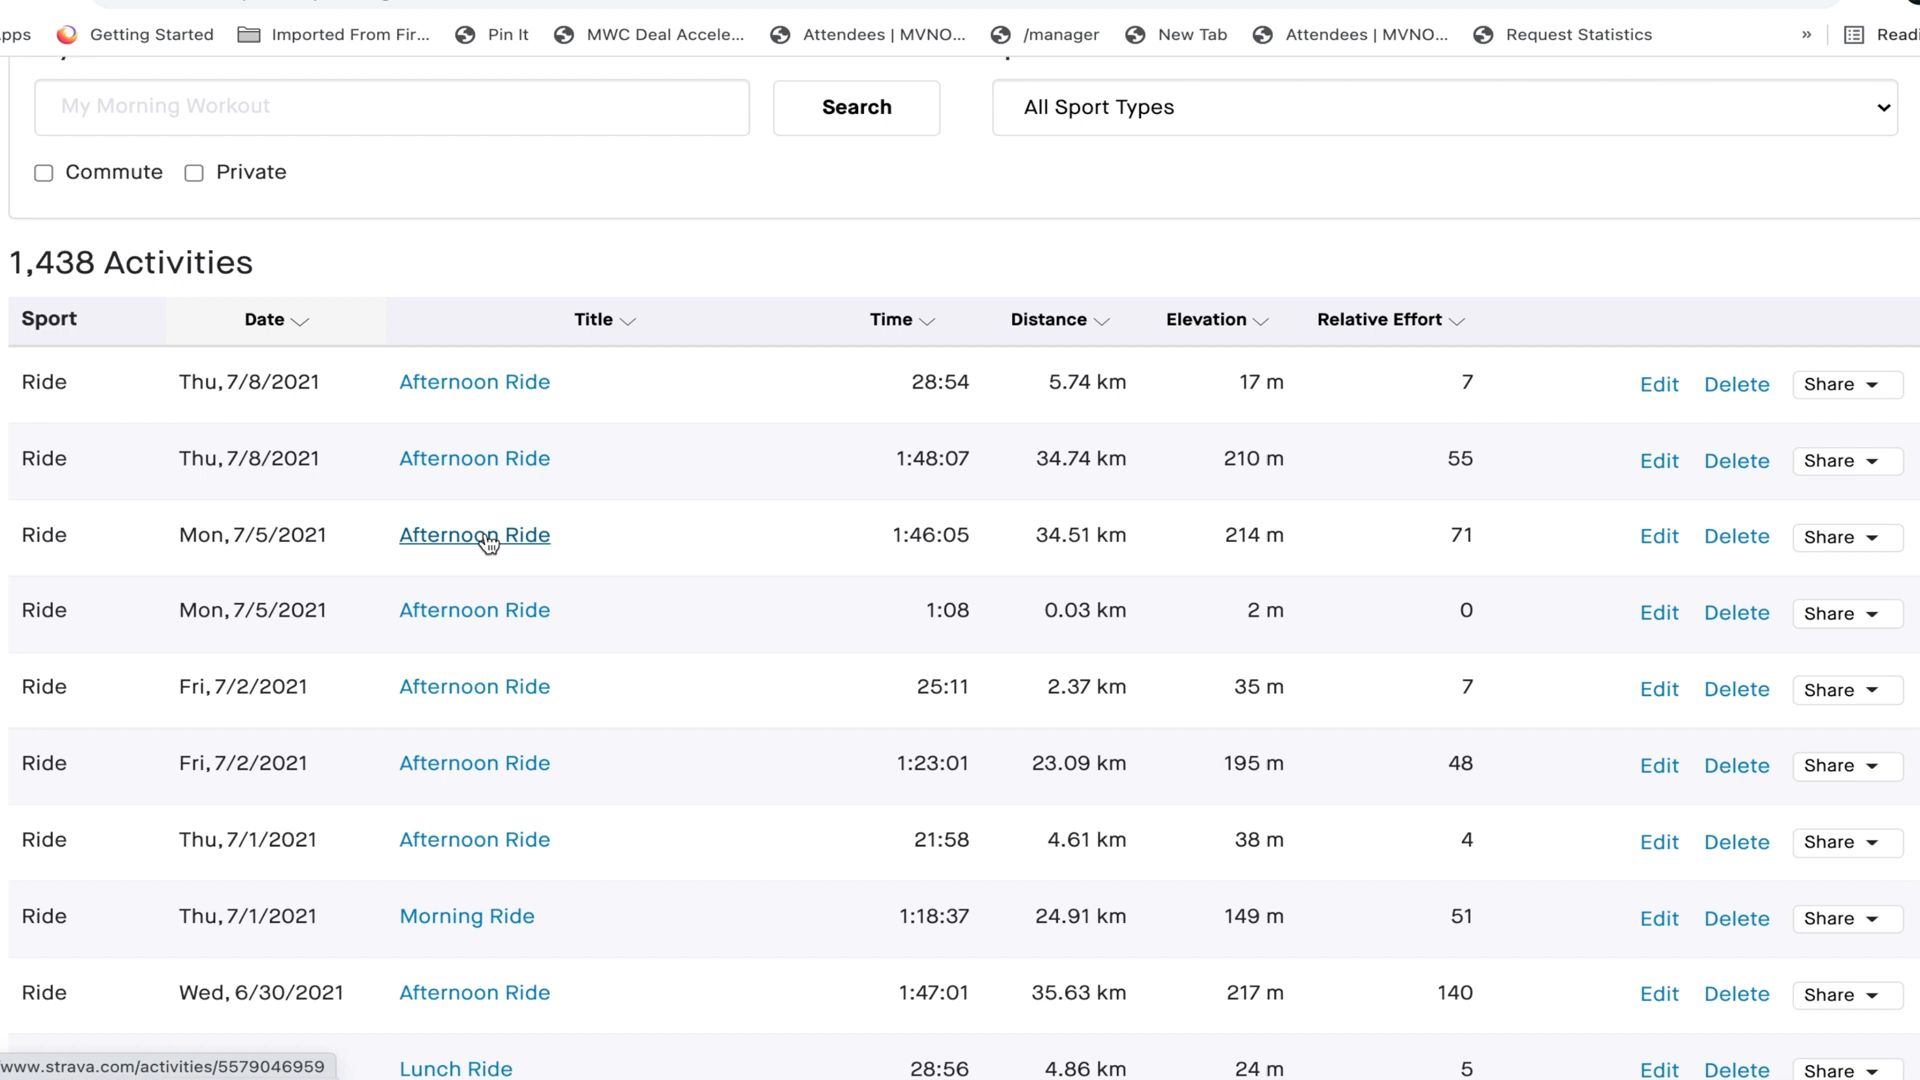 pps Getting Started Imported From Fir... Pin It MWC Deal Accele... Attendees | MVNO... /manager New Tab Attendees | MVNO... Request Statistics » Readi
My Morning Workout Search All Sport Types
Commute Private
1,438 Activities
Sport Date Title Time Distance Elevation Relative Effort
Ride Thu, 7/8/2021 Afternoon Ride 28:54 5.74 km 17 m 7 Edit Delete Share
Ride Thu, 7/8/2021 Afternoon Ride 1:48:07 34.74 km 210 m 55 Edit Delete Share
Ride Mon, 7/5/2021 Afternoon Ride 1:46:05 34.51 km 214 m 71 Edit Delete Share
Ride Mon, 7/5/2021 Afternoon Ride 1:08 0.03 km 2 m 0 Edit Delete Share
Ride Fri, 7/2/2021 Afternoon Ride 25:11 2.37 km 35 m 7 Edit Delete Share
Ride Fri, 7/2/2021 Afternoon Ride 1:23:01 23.09 km 195 m 48 Edit Delete Share
Ride Thu, 7/1/2021 Afternoon Ride 21:58 4.61 km 38 m 4 Edit Delete Share
Ride Thu, 7/1/2021 Morning Ride 1:18:37 24.91 km 149 m 51 Edit Delete Share
Ride Wed, 6/30/2021 Afternoon Ride 1:47:01 35.63 km 217 m 140 Edit Delete Share
www.strava.com/activities/5579046959 Lunch Ride 28:56 4.86 km 24 m 5 Edit Delete Share